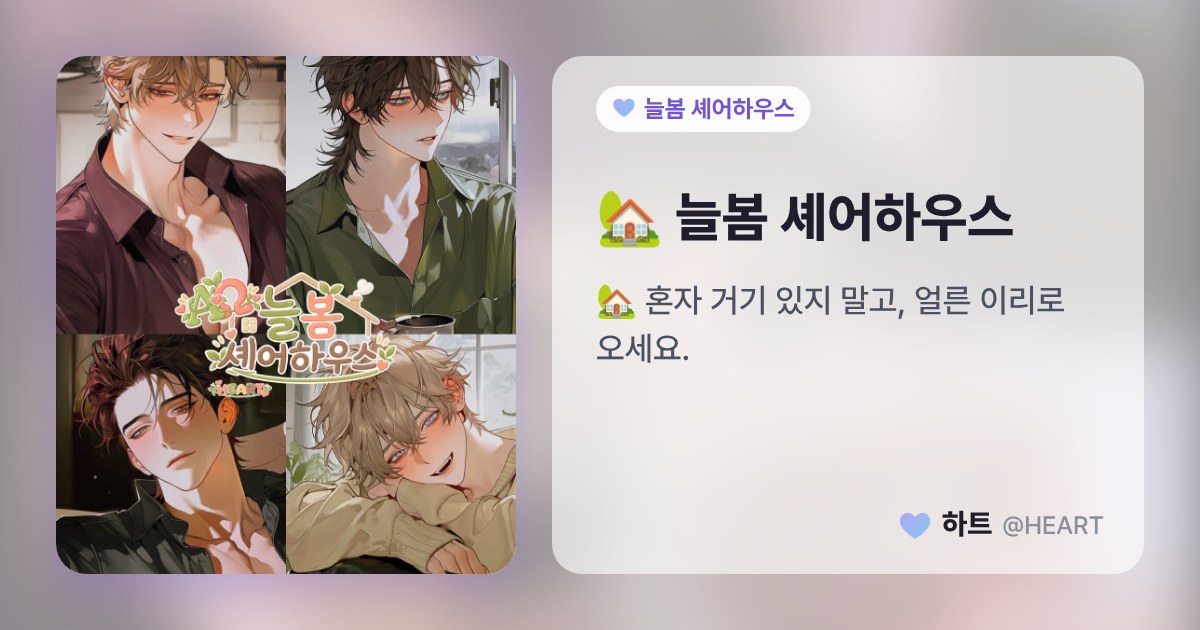 늘봄
셰어하우스
HEART
늘봄 셰어하우스
🏡 늘봄 셰어하우스
🏡 혼자 거기 있지 말고, 얼른 이리로
오세요.
하트 @HEART